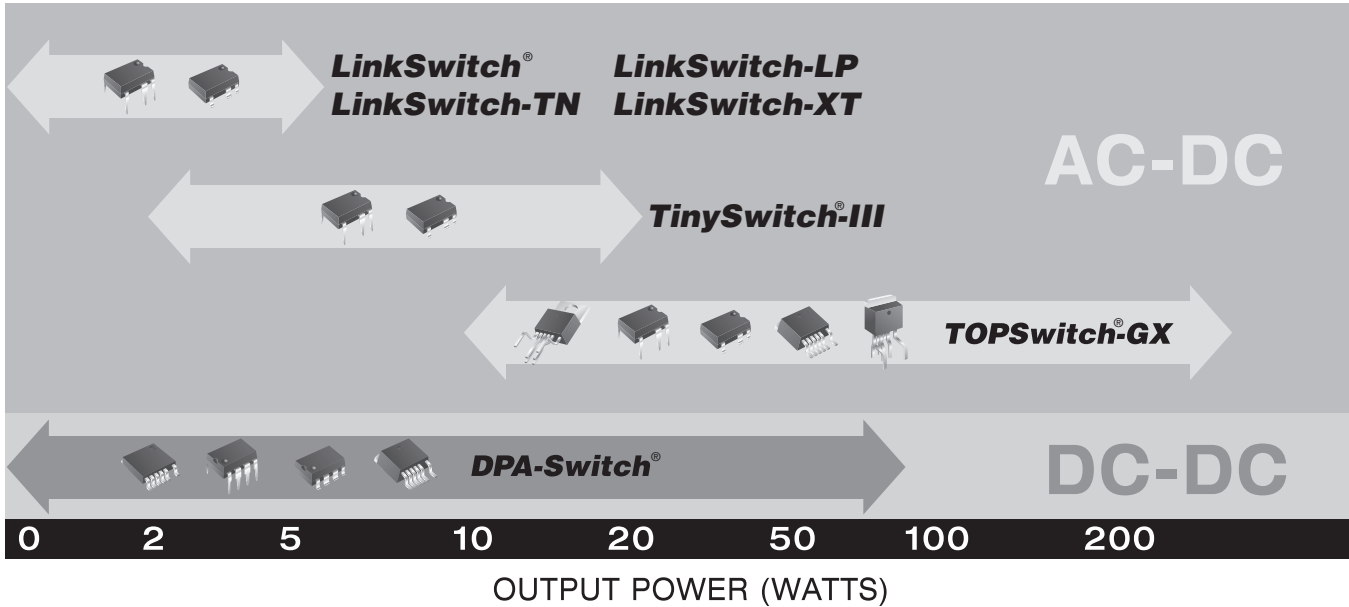 LinkSwitch® LinkSwitch-LP
LinkSwitch-TN LinkSwitch-XT
AC-DC
TinySwitch®-III
TOPSwitch®-GX
DPA-Switch®
DC-DC
0 2 5 10 20 50 100 200
OUTPUT POWER (WATTS)